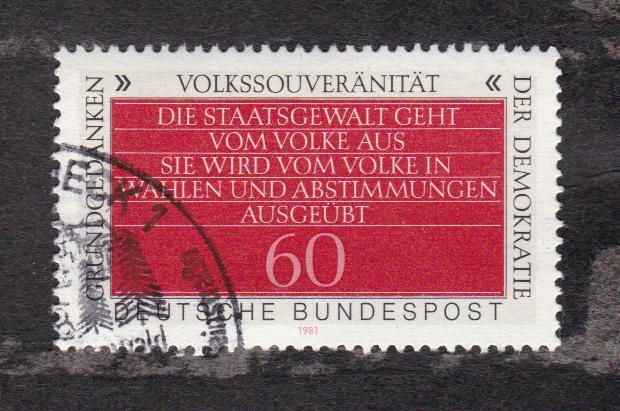 » VOLKSSOUVERÄNITÄT «
GRUNDGEDANKEN
DER DEMOKRATIE
DIE STAATSGEWALT GEHT
VOM VOLKE AUS
SIE WIRD VOM VOLKE IN
WAHLEN UND ABSTIMMUNGEN
AUSGEÜBT
60
DEUTSCHE BUNDESPOST
1981